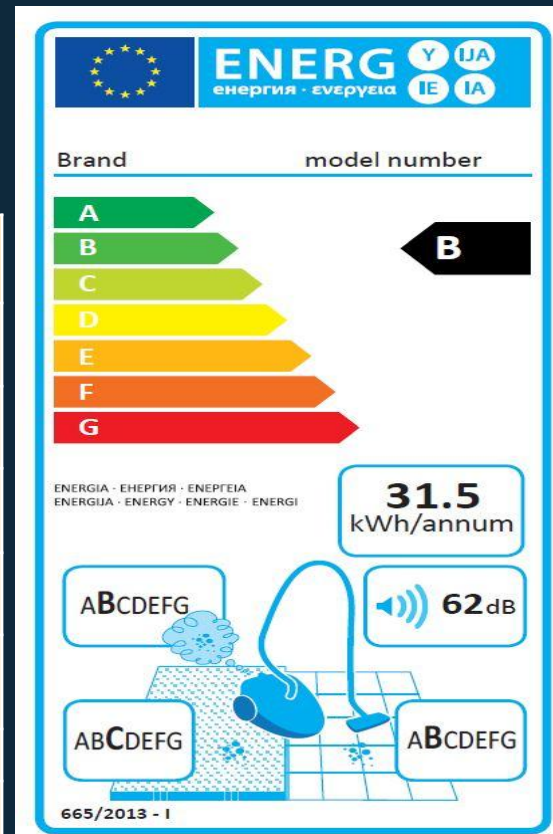 ENERG Y IJA
енергия · ενεργεια IE IA
Brand model number
A
B B
C
D
E
F
G
ENERGIA · ЕНЕРГИЯ · ΕΝΕΡΓΕΙΑ
ENERGIJA · ENERGY · ENERGIE · ENERGI
31.5
kWh/annum
ABCDEFG
62dB
ABCDEFG
ABCDEFG
665/2013 - I